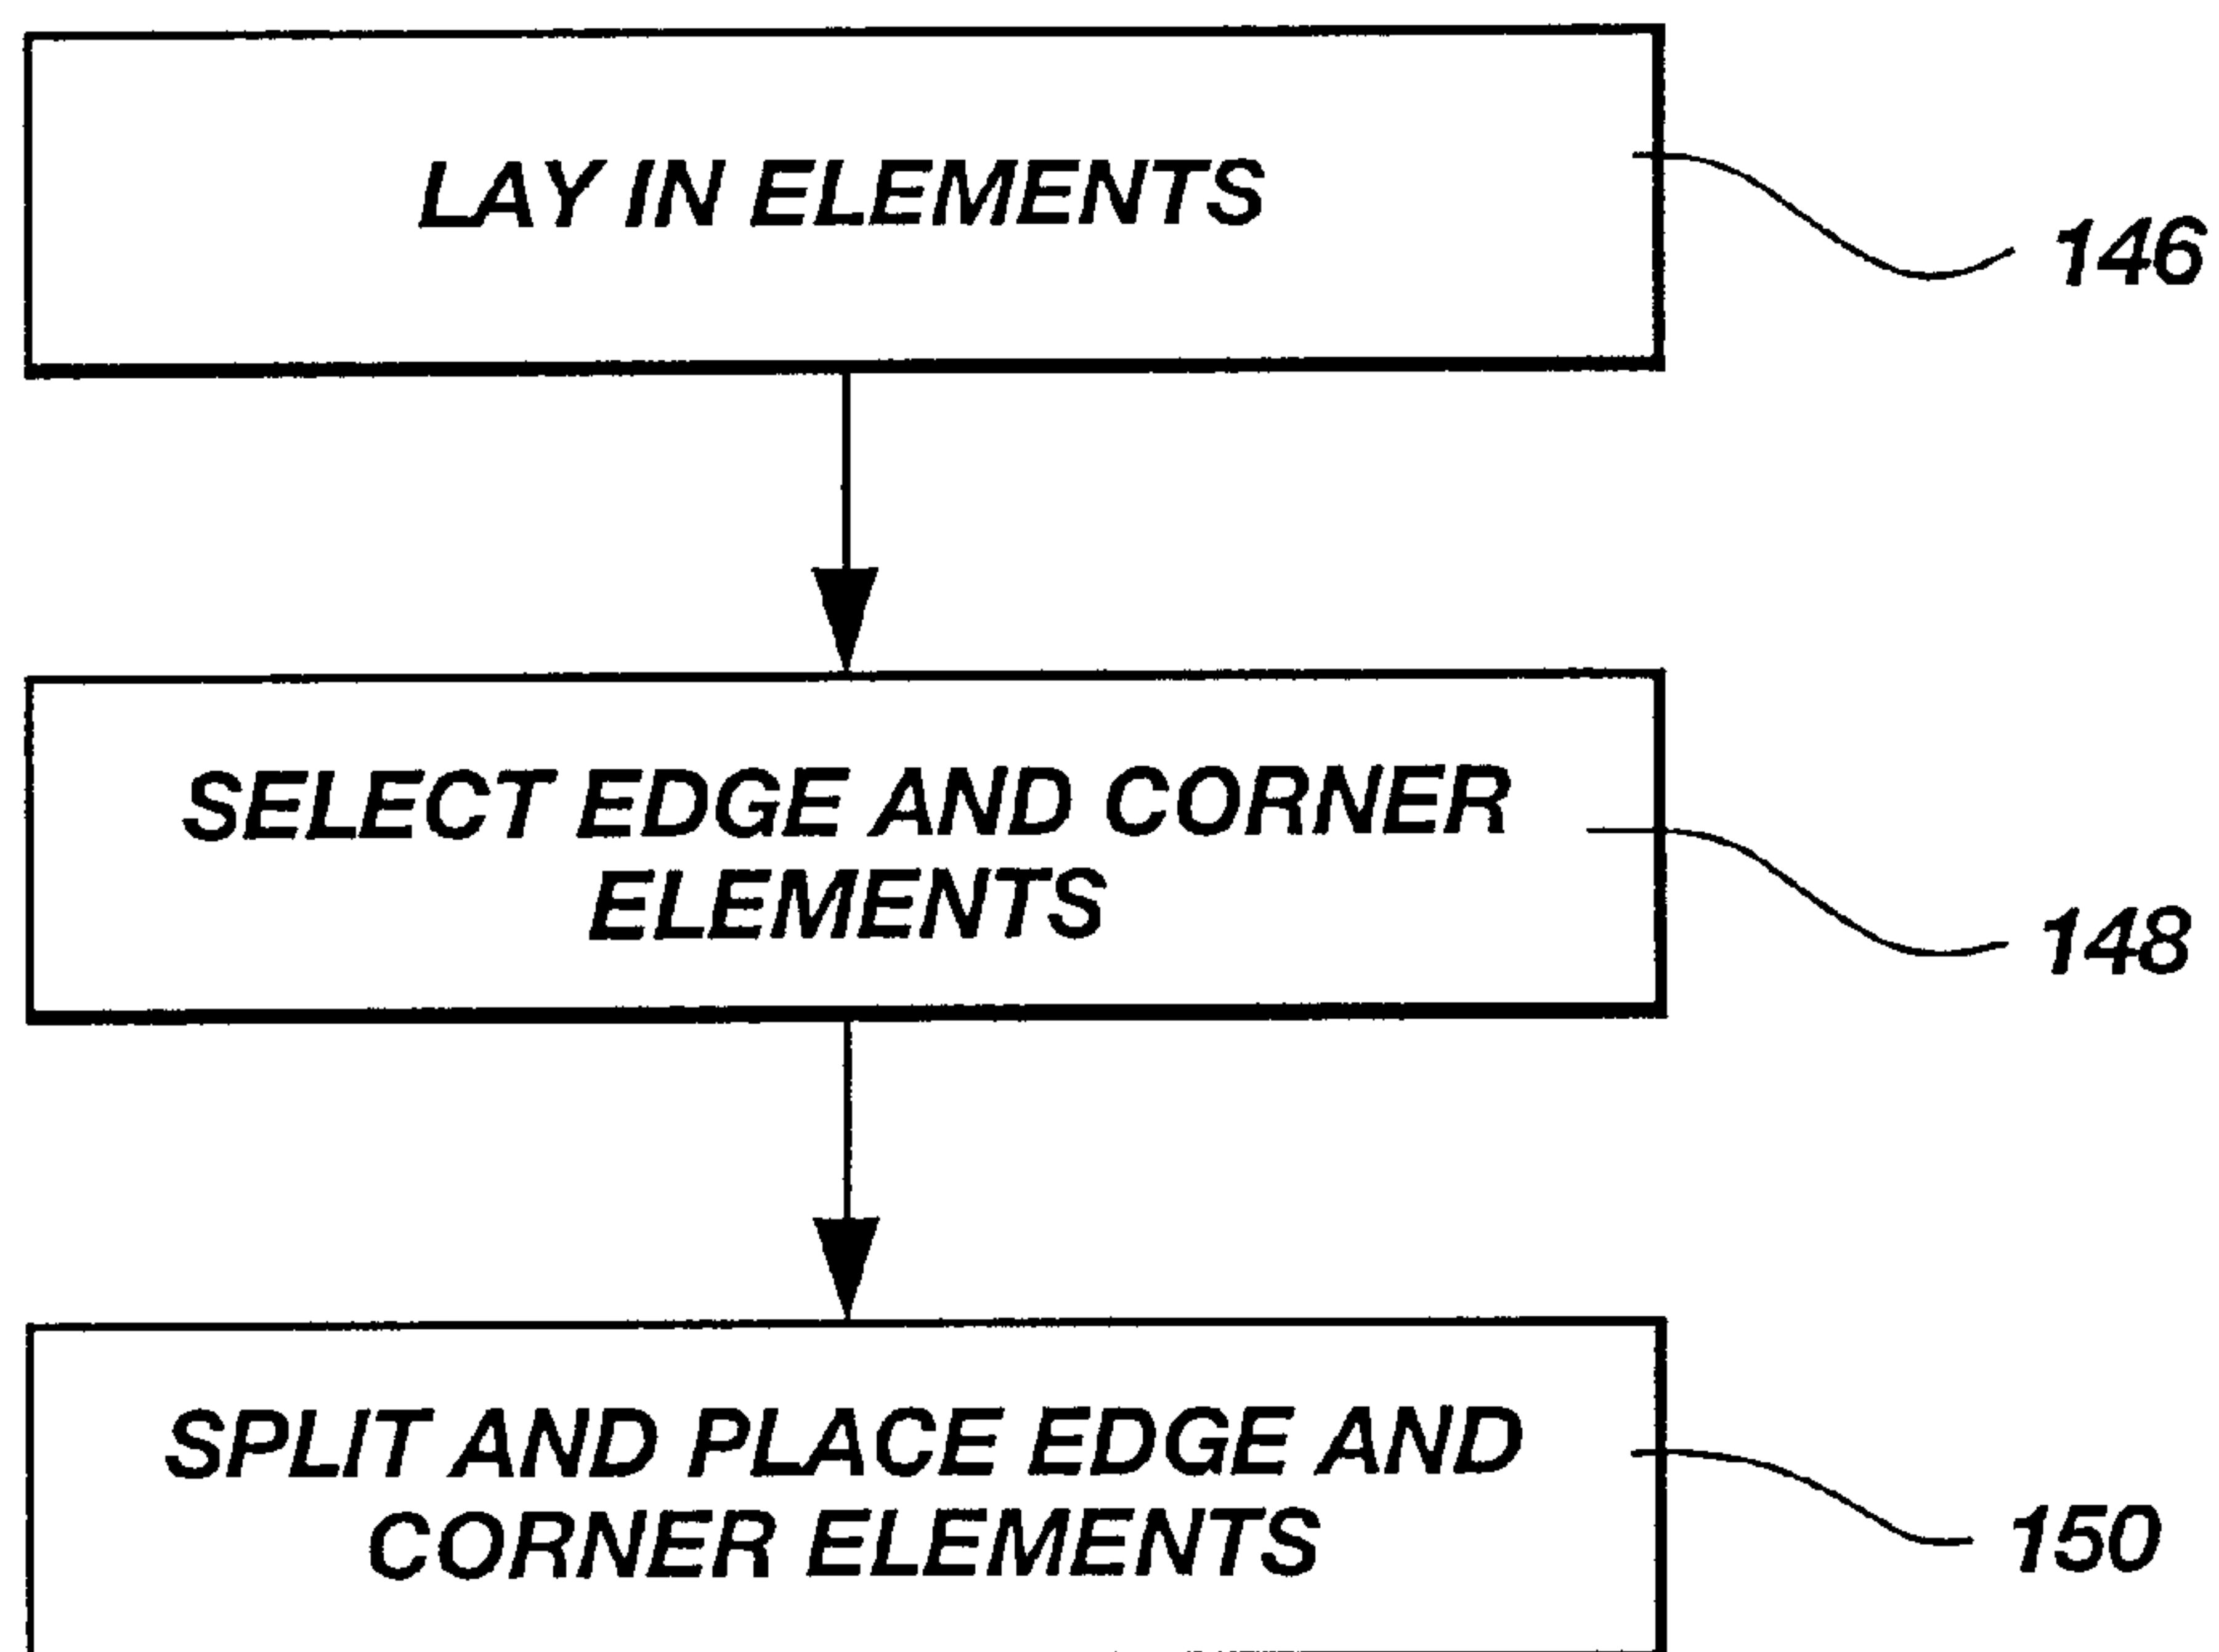 LAY IN ELEMENTS
146
SELECT EDGE AND CORNER
ELEMENTS
148
SPLIT AND PLACE EDGE AND
CORNER ELEMENTS
150